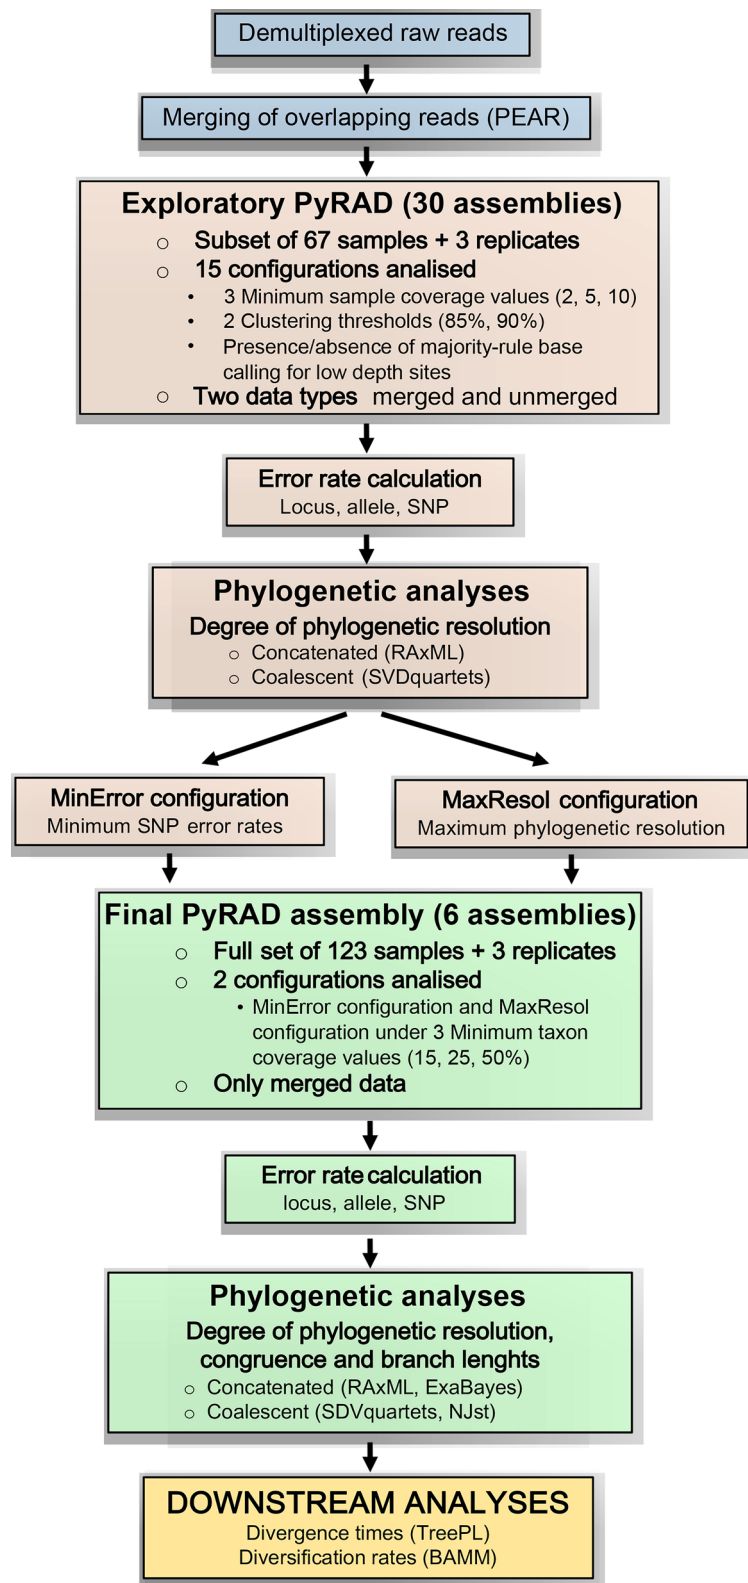 Demultiplexed raw reads
Merging of overlapping reads (PEAR)
Exploratory PyRAD (30 assemblies)
○ Subset of 67 samples + 3 replicates
○ 15 configurations analised
• 3 Minimum sample coverage values (2, 5, 10)
• 2 Clustering thresholds (85%, 90%)
• Presence/absence of majority-rule base
calling for low depth sites
○ Two data types merged and unmerged
Error rate calculation
Locus, allele, SNP
Phylogenetic analyses
Degree of phylogenetic resolution
○ Concatenated (RAxML)
○ Coalescent (SVDquartets)
MinError configuration
Minimum SNP error rates
MaxResol configuration
Maximum phylogenetic resolution
Final PyRAD assembly (6 assemblies)
○ Full set of 123 samples + 3 replicates
○ 2 configurations analised
• MinError configuration and MaxResol
configuration under 3 Minimum taxon
coverage values (15, 25, 50%)
○ Only merged data
Error rate calculation
locus, allele, SNP
Phylogenetic analyses
Degree of phylogenetic resolution,
congruence and branch lenghts
○ Concatenated (RAxML, ExaBayes)
○ Coalescent (SDVquartets, NJst)
DOWNSTREAM ANALYSES
Divergence times (TreePL)
Diversification rates (BAMM)